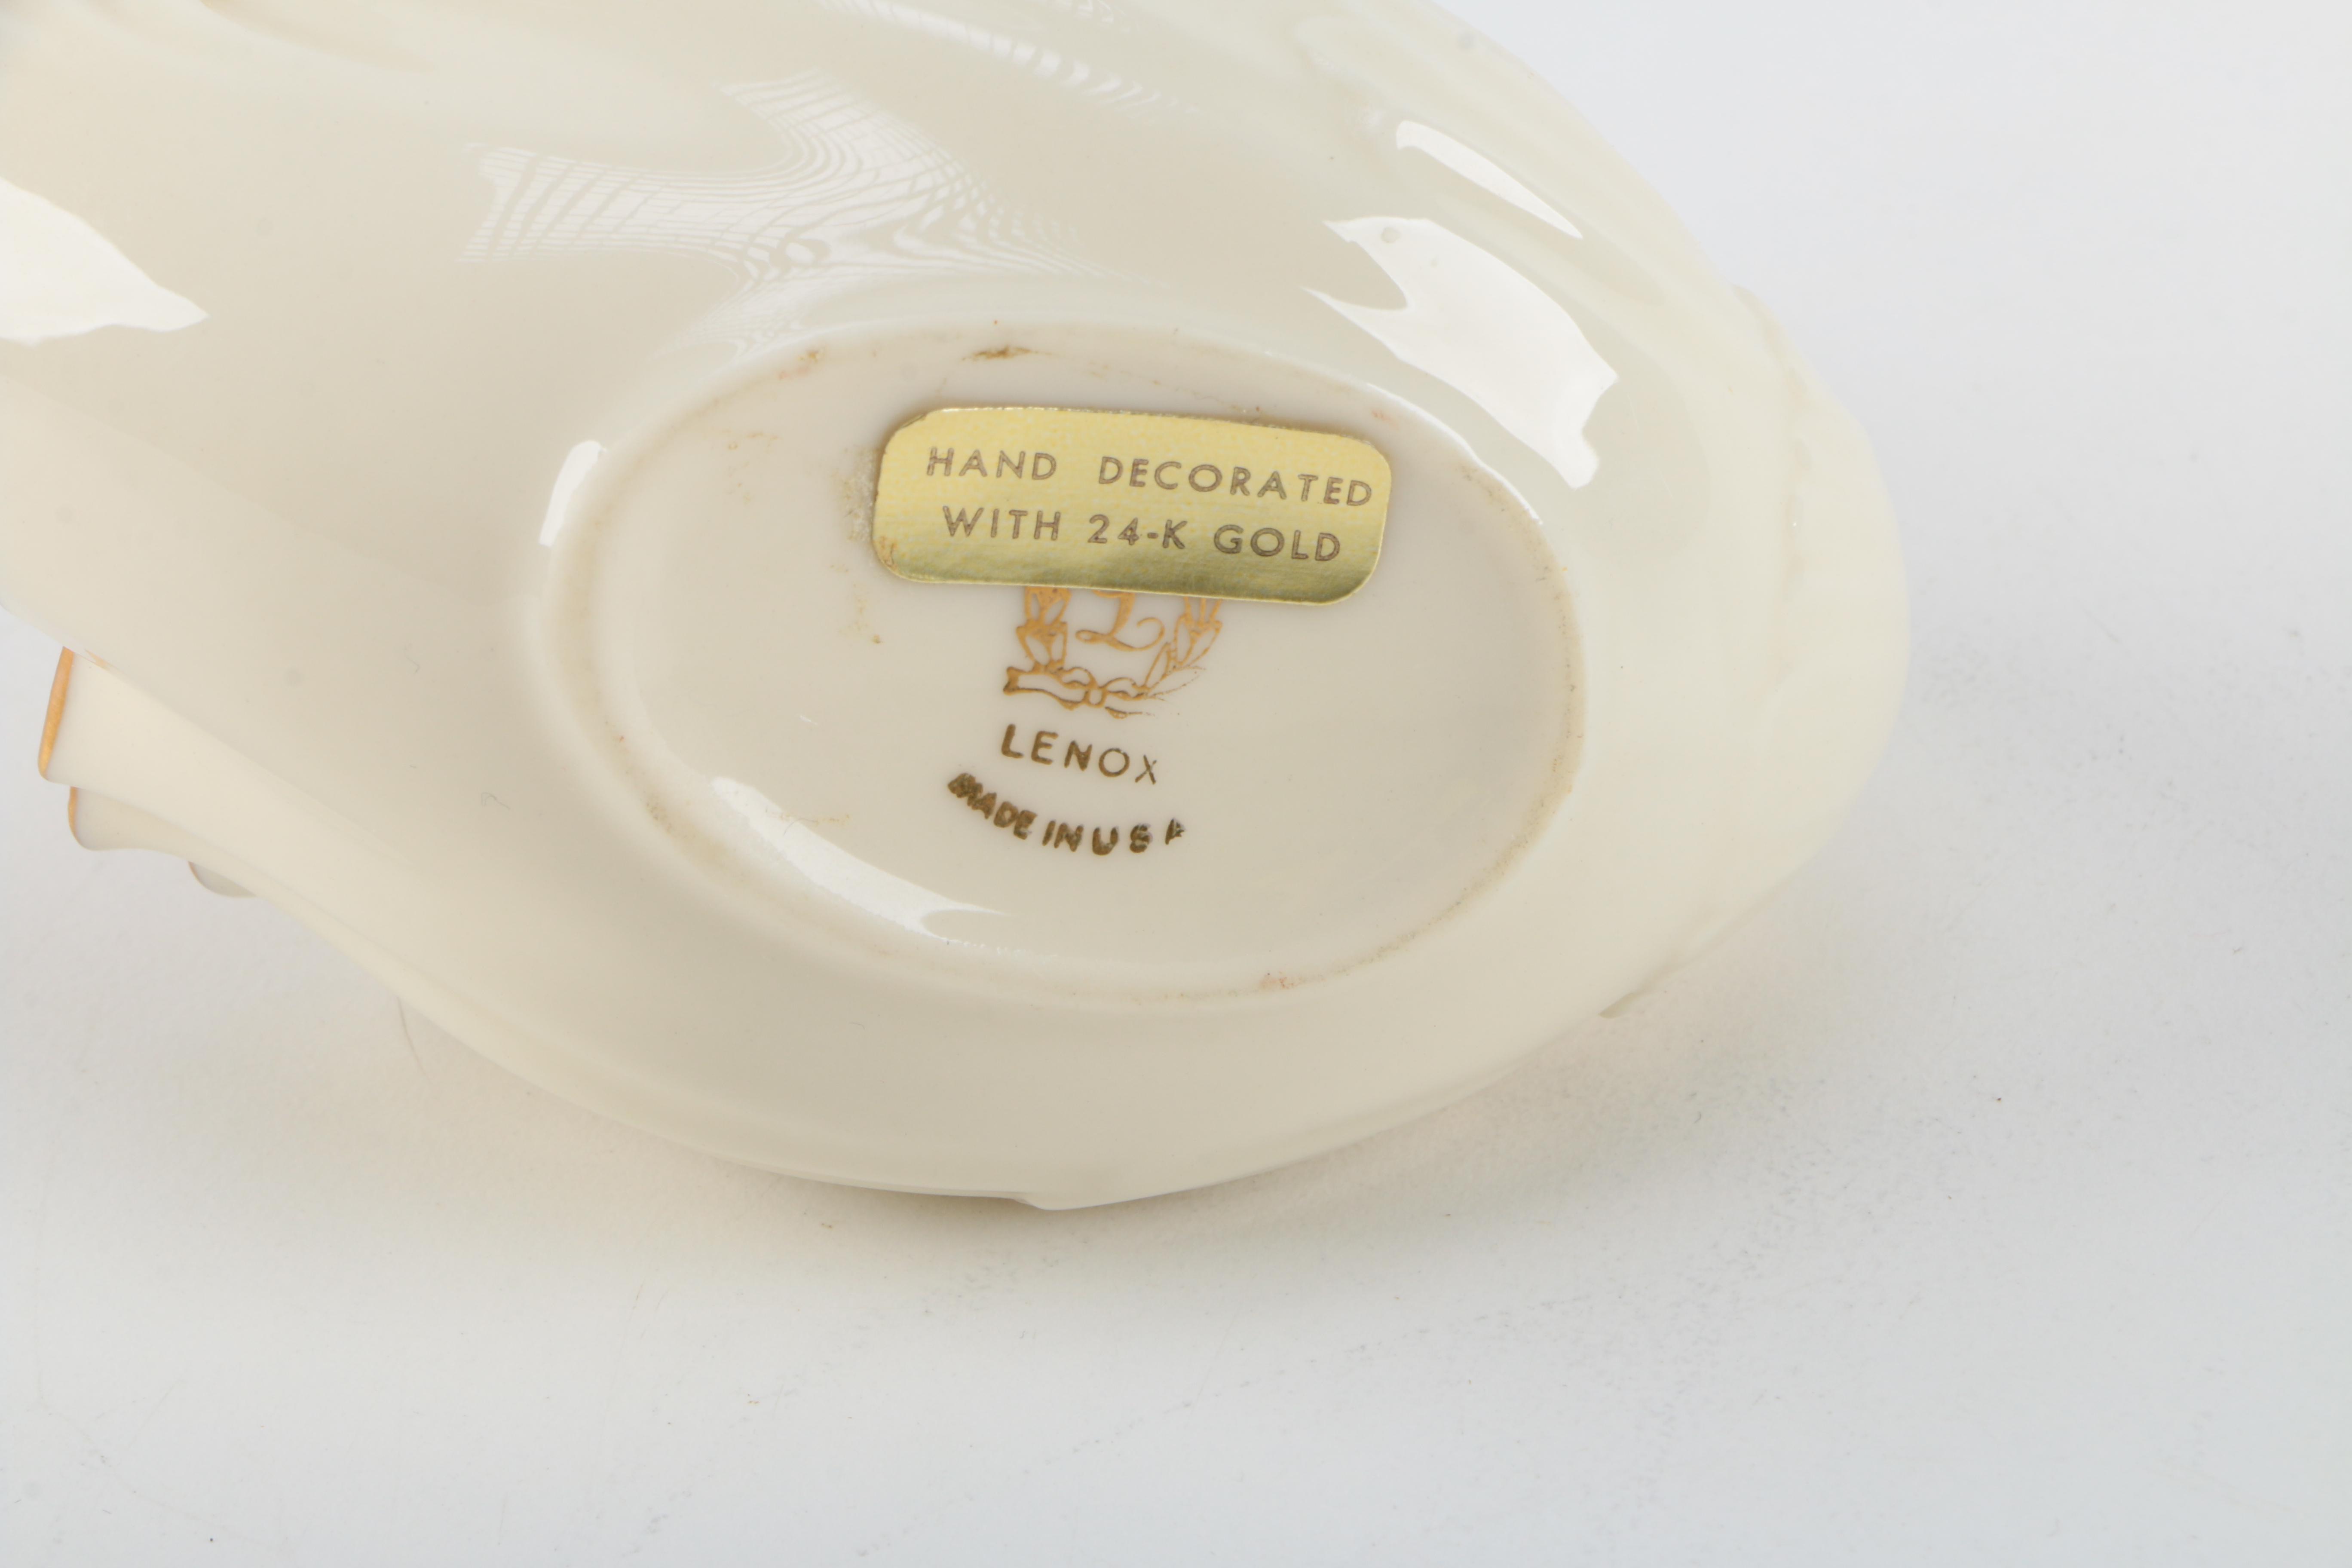 HAND DECORATED
WITH 24-K GOLD
L
LENOX
MADE IN USA